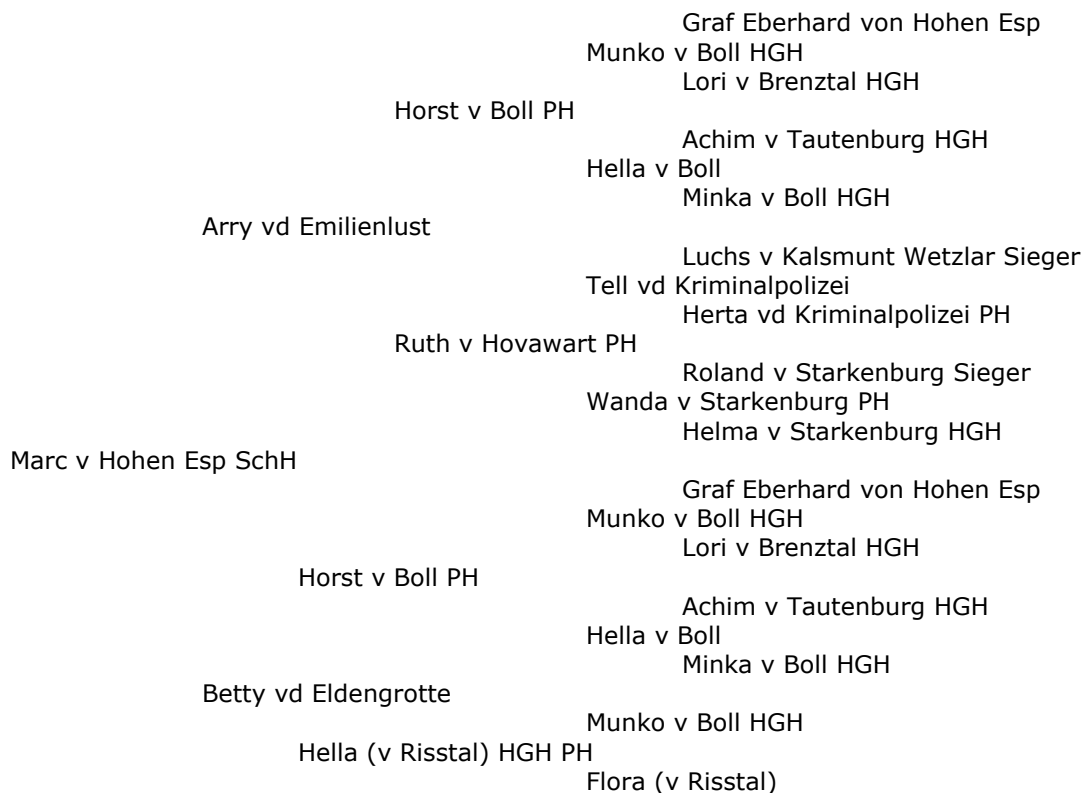 Graf Eberhard von Hohen Esp
Munko v Boll HGH
Lori v Brenztal HGH
Horst v Boll PH
Achim v Tautenburg HGH
Hella v Boll
Minka v Boll HGH
Arry vd Emilienlust
Luchs v Kalsmunt Wetzlar Sieger
Tell vd Kriminalpolizei
Herta vd Kriminalpolizei PH
Ruth v Hovawart PH
Roland v Starkenburg Sieger
Wanda v Starkenburg PH
Helma v Starkenburg HGH
Marc v Hohen Esp SchH
Graf Eberhard von Hohen Esp
Munko v Boll HGH
Lori v Brenztal HGH
Horst v Boll PH
Achim v Tautenburg HGH
Hella v Boll
Minka v Boll HGH
Betty vd Eldengrotte
Munko v Boll HGH
Hella (v Risstal) HGH PH
Flora (v Risstal)